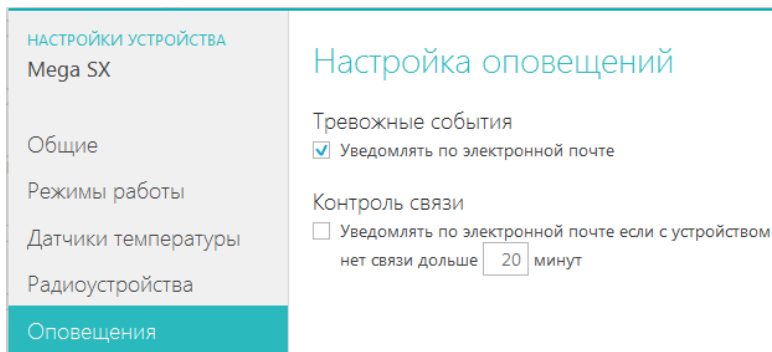 НАСТРОЙКИ УСТРОЙСТВА
Mega SX
Общие
Режимы работы
Датчики температуры
Радиоустройства
Оповещения
Настройка оповещений
Тревожные события
Уведомлять по электронной почте
Контроль связи
Уведомлять по электронной почте если с устройством
нет связи дольше 20 минут